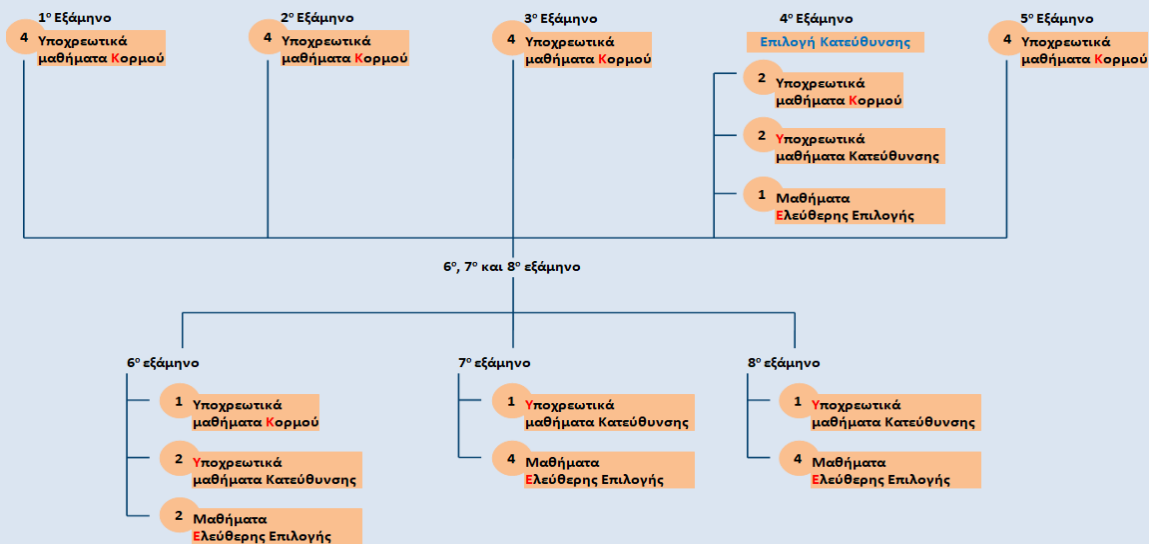 1ο Εξάμηνο
4 Υποχρεωτικά
μαθήματα Κορμού
2ο Εξάμηνο
4 Υποχρεωτικά
μαθήματα Κορμού
3ο Εξάμηνο
4 Υποχρεωτικά
μαθήματα Κορμού
4ο Εξάμηνο
Επιλογή Κατεύθυνσης
2 Υποχρεωτικά
μαθήματα Κορμού
2 Υποχρεωτικά
μαθήματα Κατεύθυνσης
1 Μαθήματα
Ελεύθερης Επιλογής
5ο Εξάμηνο
4 Υποχρεωτικά
μαθήματα Κορμού
6ο, 7ο και 8ο εξάμηνο
6ο εξάμηνο
1 Υποχρεωτικά
μαθήματα Κορμού
2 Υποχρεωτικά
μαθήματα Κατεύθυνσης
2 Μαθήματα
Ελεύθερης Επιλογής
7ο εξάμηνο
1 Υποχρεωτικά
μαθήματα Κατεύθυνσης
4 Μαθήματα
Ελεύθερης Επιλογής
8ο εξάμηνο
1 Υποχρεωτικά
μαθήματα Κατεύθυνσης
4 Μαθήματα
Ελεύθερης Επιλογής